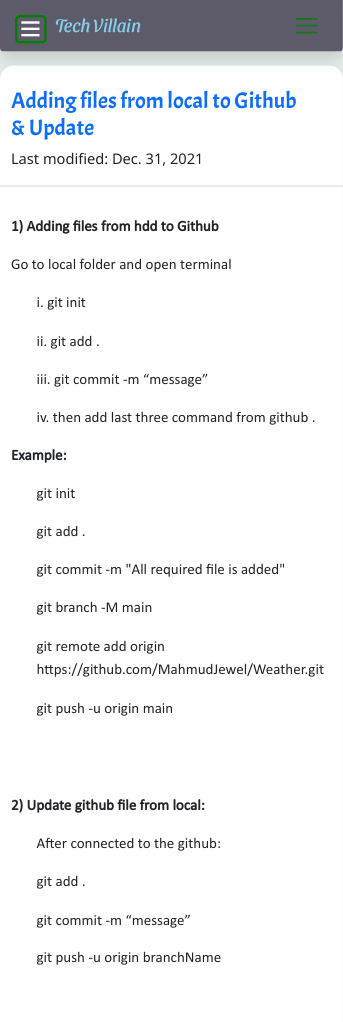 Tech Villain
Adding files from local to Github
& Update
Last modified: Dec. 31, 2021
1) Adding files from hdd to Github
Go to local folder and open terminal
i. git init
ii. git add .
iii. git commit -m “message”
iv. then add last three command from github .
Example:
git init
git add .
git commit -m "All required file is added"
git branch -M main
git remote add origin
https://github.com/MahmudJewel/Weather.git
git push -u origin main
2) Update github file from local:
After connected to the github:
git add .
git commit -m “message”
git push -u origin branchName